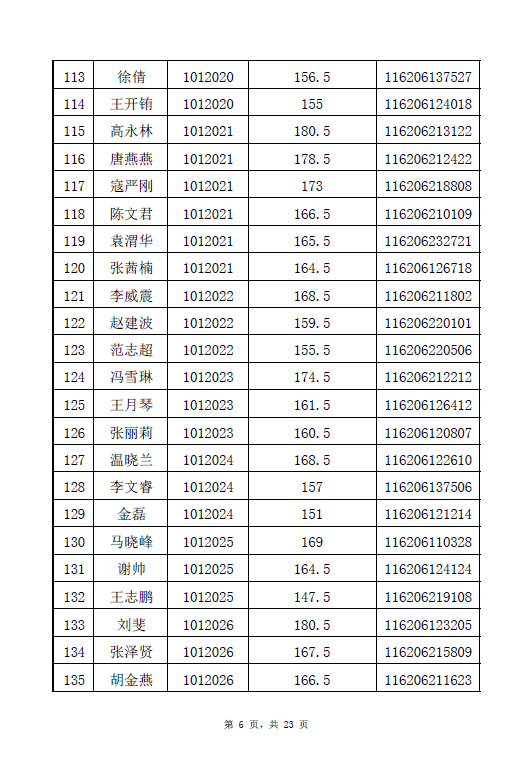 113 徐倩 1012020 156.5 116206137527
114 王开铕 1012020 155 116206124018
115 高永林 1012021 180.5 116206213122
116 唐燕燕 1012021 178.5 116206212422
117 寇严刚 1012021 173 116206218808
118 陈文君 1012021 166.5 116206210109
119 袁渭华 1012021 165.5 116206232721
120 张茜楠 1012021 164.5 116206126718
121 李威震 1012022 168.5 116206211802
122 赵建波 1012022 159.5 116206220101
123 范志超 1012022 155.5 116206220506
124 冯雪琳 1012023 174.5 116206212212
125 王月琴 1012023 161.5 116206126412
126 张丽莉 1012023 160.5 116206120807
127 温晓兰 1012024 168.5 116206122610
128 李文睿 1012024 157 116206137506
129 金磊 1012024 151 116206121214
130 马晓峰 1012025 169 116206110328
131 谢帅 1012025 164.5 116206124124
132 王志鹏 1012025 147.5 116206219108
133 刘斐 1012026 180.5 116206123205
134 张泽贤 1012026 167.5 116206215809
135 胡金燕 1012026 166.5 116206211623
第 6 页，共 23 页